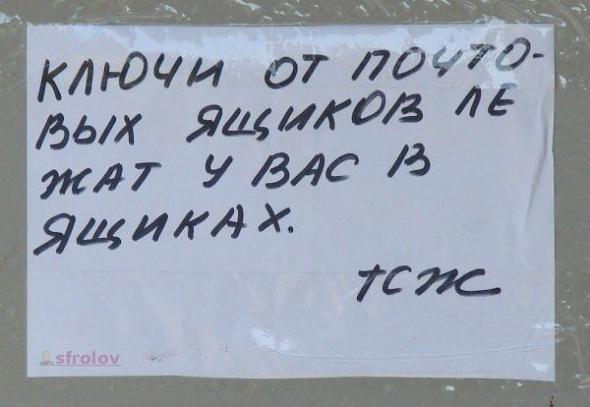 КЛЮЧИ ОТ ПОЧТО-
ВЫХ ЯЩИКОВ ЛЕ
ЖАТ У ВАС В
ЯЩИКАХ.
ТСЖ
sfrolov